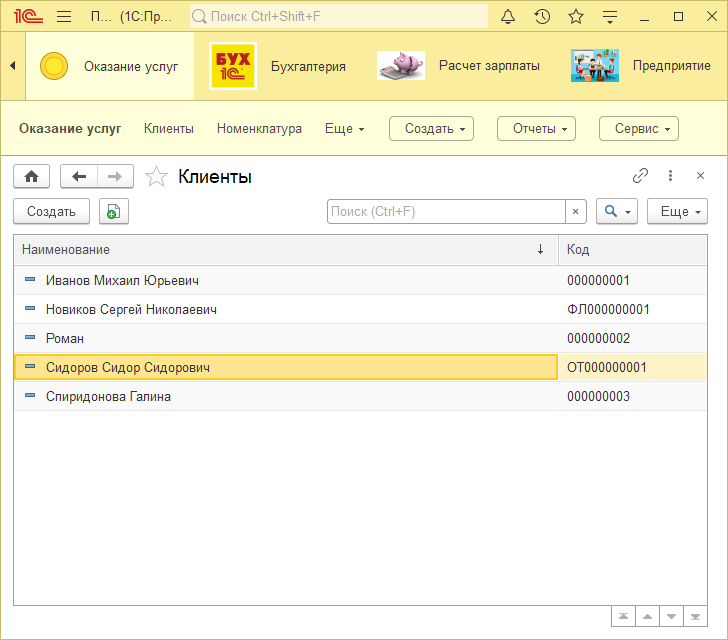 1С П... (1С:Пр... Поиск Ctrl+Shift+F
Оказание услуг БУХ 1С Бухгалтерия Расчет зарплаты Предприятие
Оказание услуг Клиенты Номенклатура Еще Создать Отчеты Сервис
Клиенты
Создать Поиск (Ctrl+F) × Еще
Наименование ↓ Код
Иванов Михаил Юрьевич 000000001
Новиков Сергей Николаевич ФЛ000000001
Роман 000000002
Сидоров Сидор Сидорович ОТ000000001
Спиридонова Галина 000000003